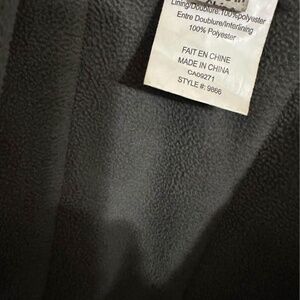 Lining/Doublure:100%polyester
Entre Doublure/Interlining
100% Polyester
FAIT EN CHINE
MADE IN CHINA
CA09271
STYLE #: 9866